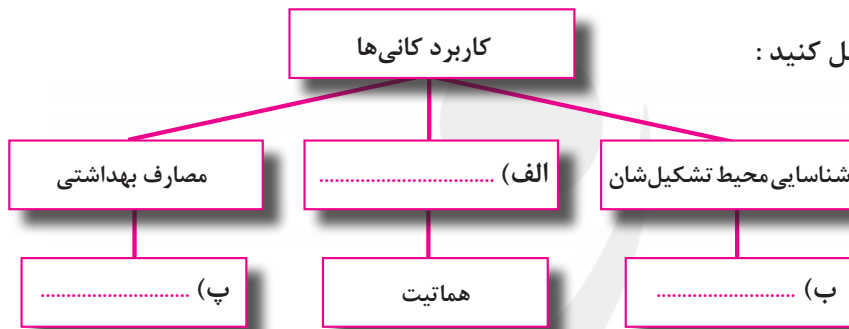 ل کنید :
کاربرد کانی‌ها
شناسایی محیط تشکیل‌شان
الف) ..................................
مصارف بهداشتی
ب) ...........................
هماتیت
پ) .............................